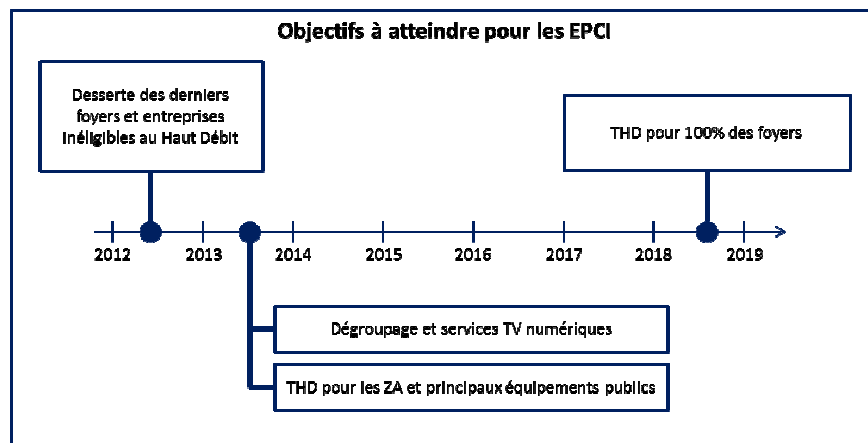 Objectifs à atteindre pour les EPCI
Desserte des derniers
foyers et entreprises
Inéligibles au Haut Débit
THD pour 100% des foyers
2012 2013 2014 2015 2016 2017 2018 2019
Dégroupage et services TV numériques
THD pour les ZA et principaux équipements publics